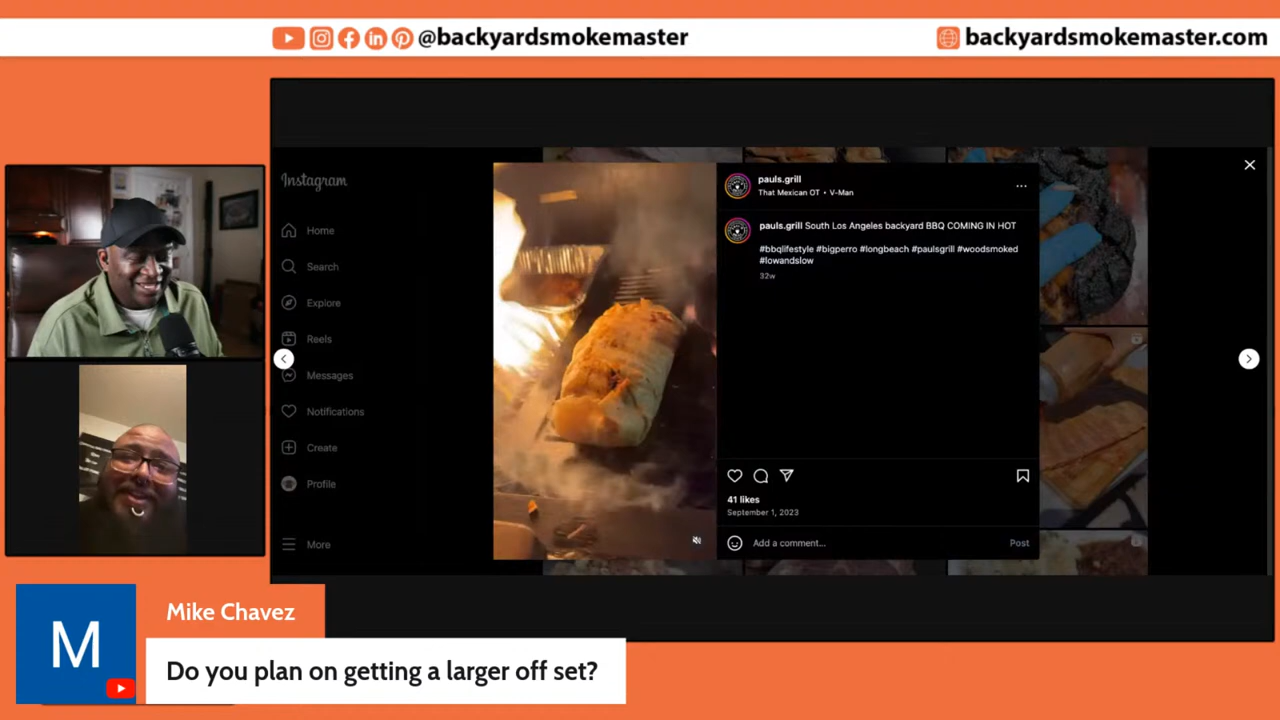 @backyardsmokemaster
backyardsmokemaster.com
Instagram
Home
Search
Explore
Reels
Messages
Notifications
Create
Profile
More
pauls.grill
That Mexican OT • V-Man
pauls.grill South Los Angeles backyard BBQ COMING IN HOT
#bbqlifestyle #bigperro #longbeach #paulsgrill #woodsmoked
#lowandslow
32w
41 likes
September 1, 2023
Add a comment...
Post
M
Mike Chavez
Do you plan on getting a larger off set?